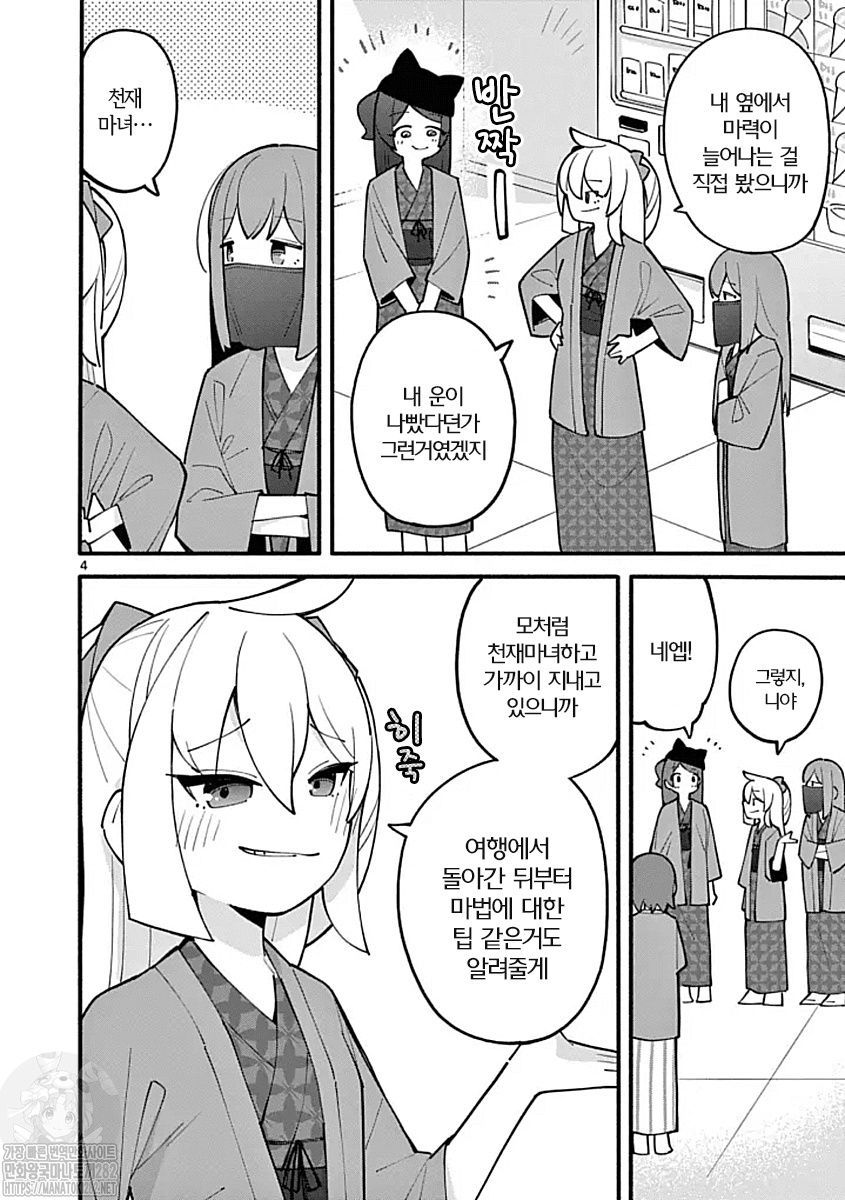 내 옆에서
마력이
늘어나는 걸
직접 봤으니까
반짝ー
내 운이
나빴다던가
그런거였겠지
천재
마녀…
4
그렇지,
니야
네엡!
모처럼
천재마녀하고
가까이 지내고
있으니까
히죽
여행에서
돌아간 뒤부터
마법에 대한
팁 같은거도
알려줄게
가장 빠른 번역만화사이트
만화왕국마나토끼282
HTTPS://MANATOKI282.NET